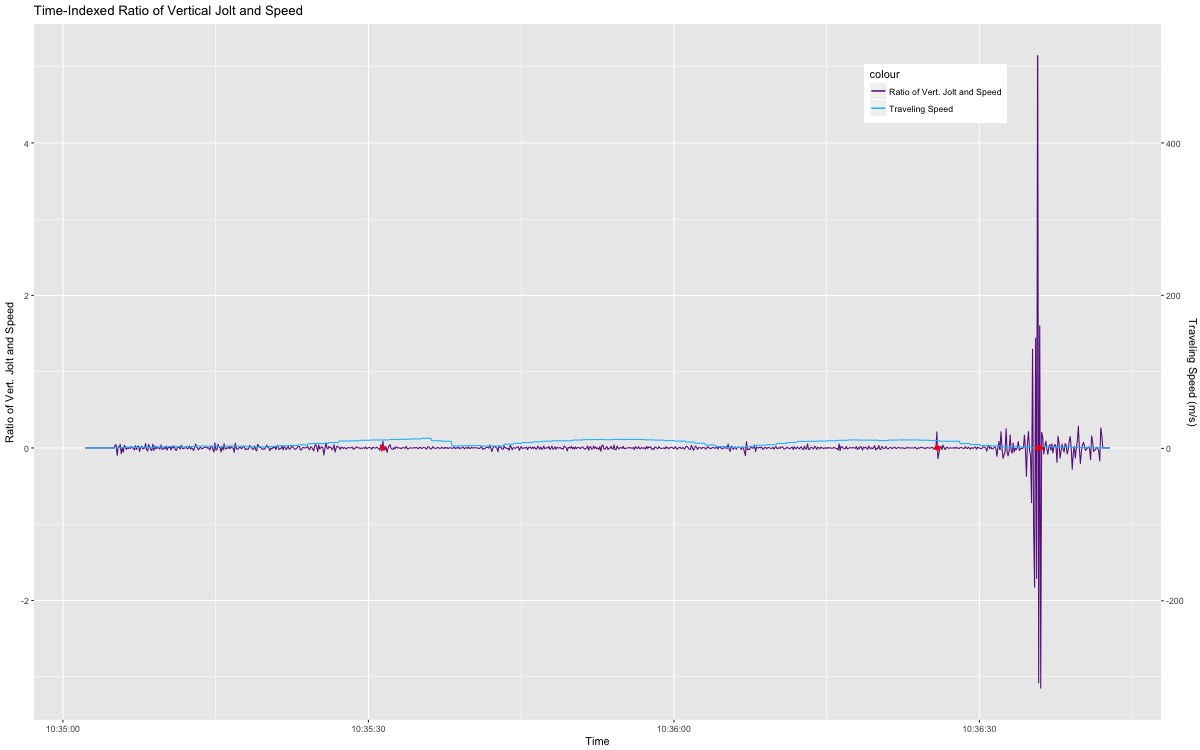 Time-Indexed Ratio of Vertical Jolt and Speed
colour
Ratio of Vert. Jolt and Speed
Traveling Speed
4
2
0
-2
400
200
0
-200
Ratio of Vert. Jolt and Speed
Traveling Speed (m/s)
10:35:00
10:35:30
10:36:00
10:36:30
Time